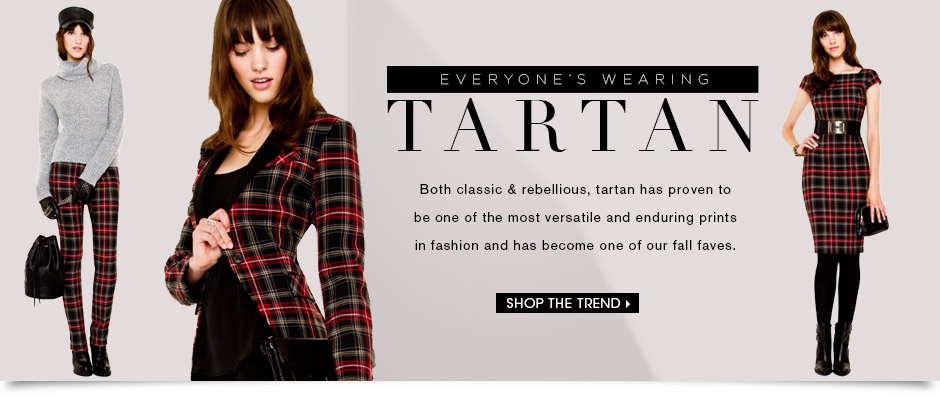 EVERYONE'S WEARING
TARTAN
Both classic & rebellious, tartan has proven to
be one of the most versatile and enduring prints
in fashion and has become one of our fall faves.
SHOP THE TREND